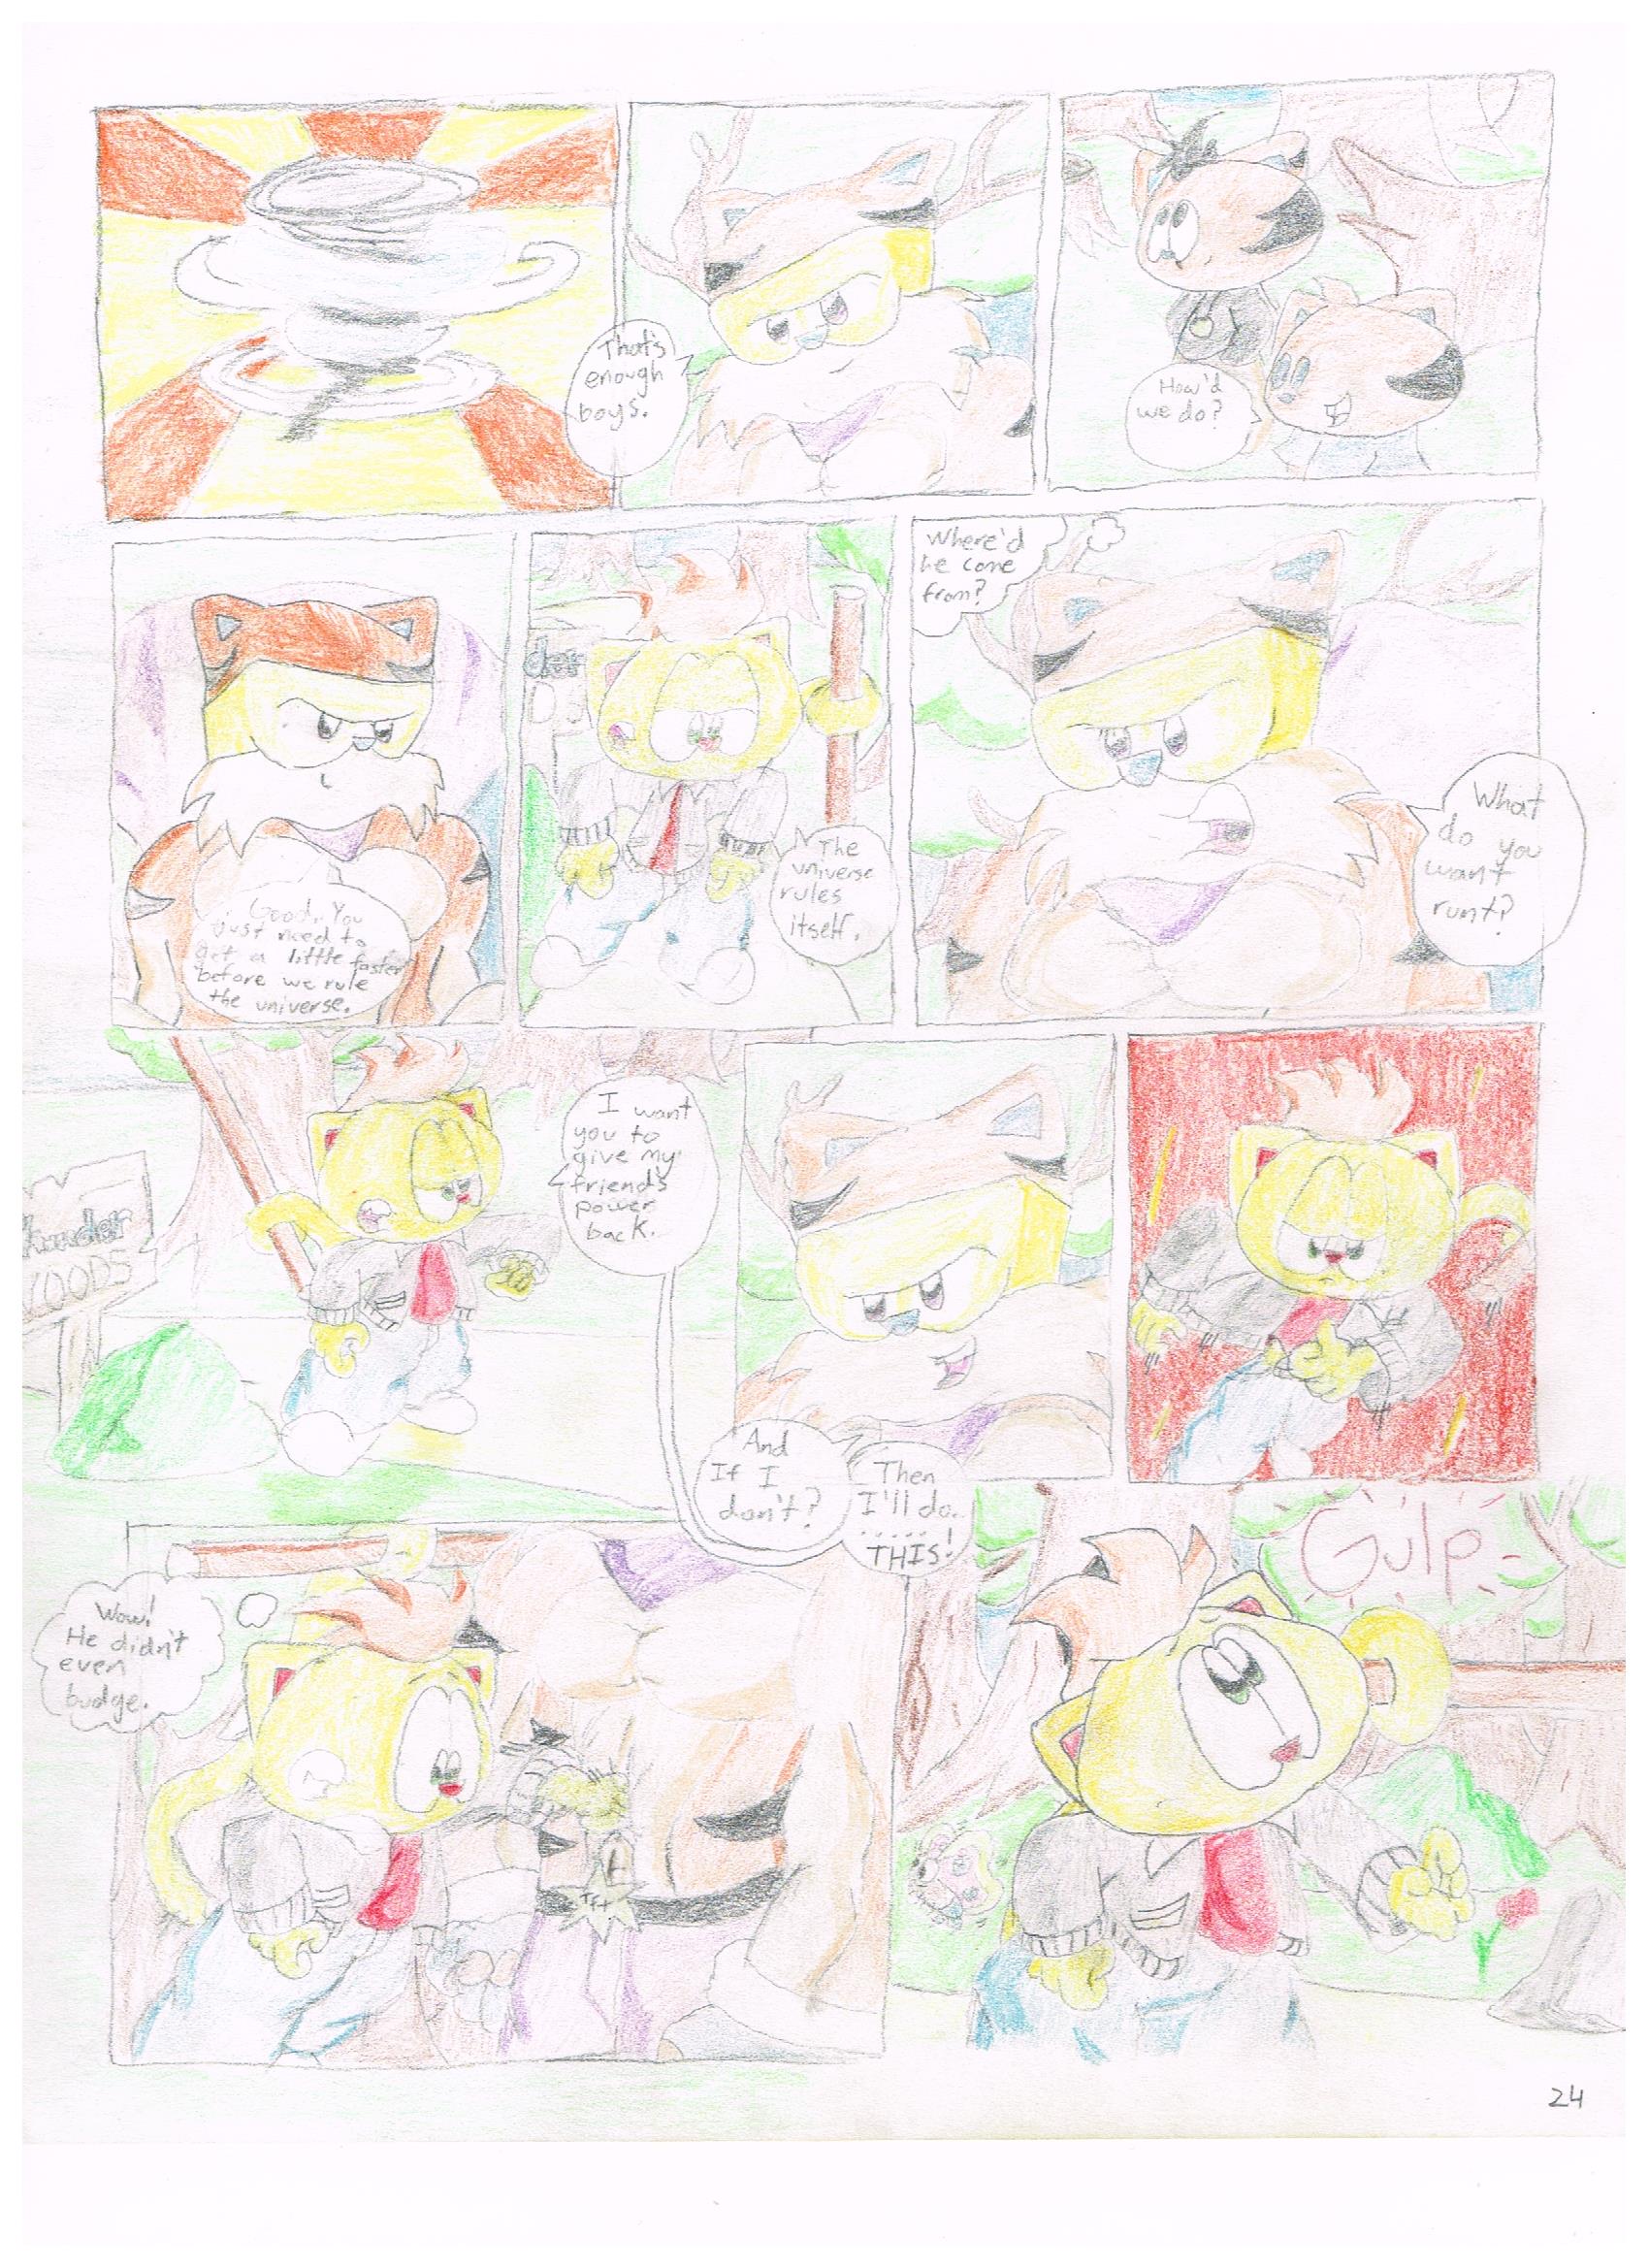 That's
enough
boys.
How'd
we do?
Good. You
Just need to
get a little faster
before we rule
the universe.
The
universe
rules
itself.
Where'd
he come
from?
What
do you
want
runt?
thunder
WOODS
I want
you to
give my
friends
power
back.
And
If I
don't?
Then
I'll do.
.....
THIS!
Wow!
He didn't
even
budge.
Gulp
24